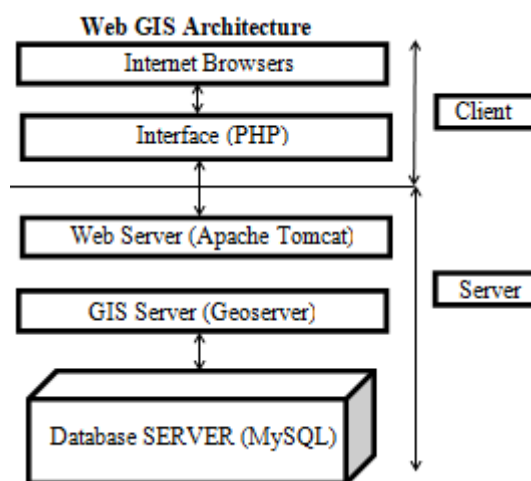 Web GIS Architecture
Internet Browsers
Interface (PHP)
Client
Web Server (Apache Tomcat)
GIS Server (Geoserver)
Server
Database SERVER (MySQL)